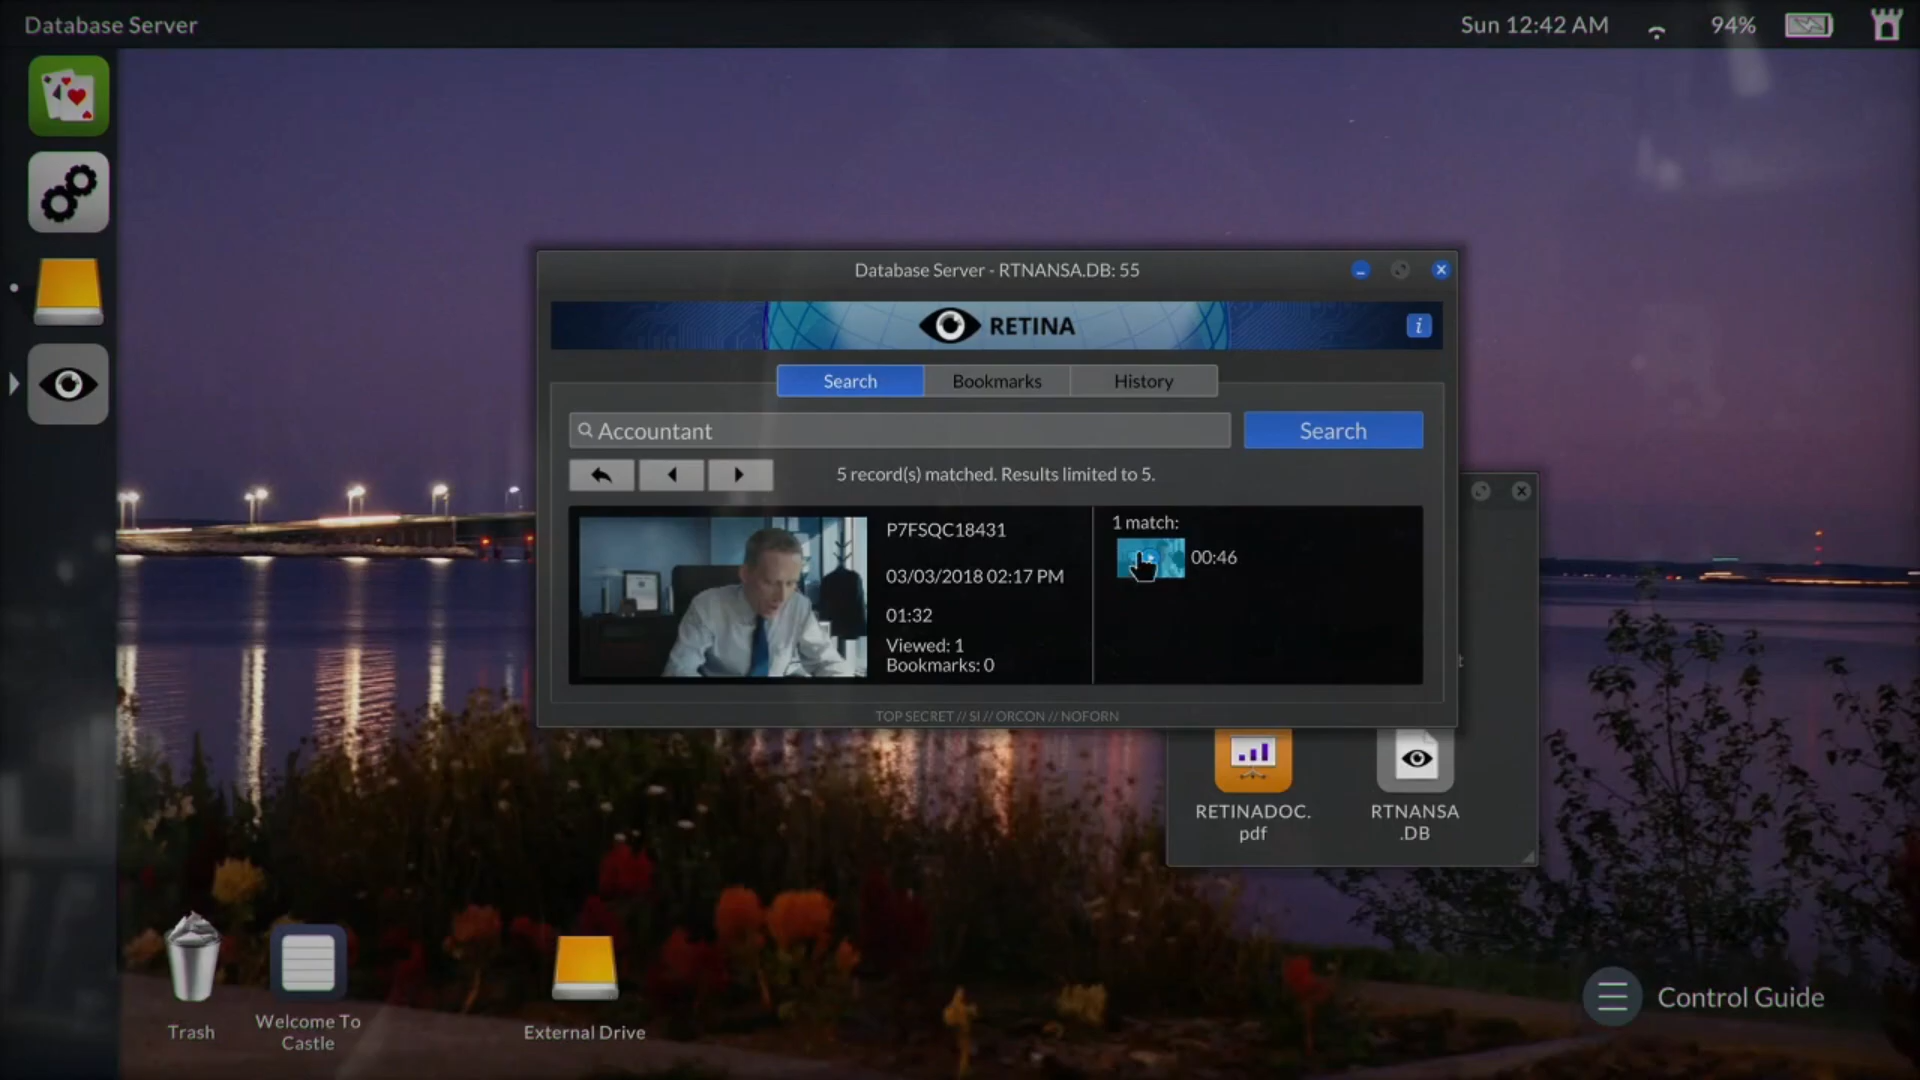 Database Server
Sun 12:42 AM
94%
Database Server - RTNANSA.DB: 55
RETINA
i
Search
Bookmarks
History
Accountant
Search
5 record(s) matched. Results limited to 5.
P7FSQC18431
03/03/2018 02:17 PM
01:32
Viewed: 1
Bookmarks: 0
1 match:
00:46
TOP SECRET // SI // ORCON // NOFORN
t
RETINADOC.
pdf
RTNANSA
.DB
Trash
Welcome To
Castle
External Drive
Control Guide